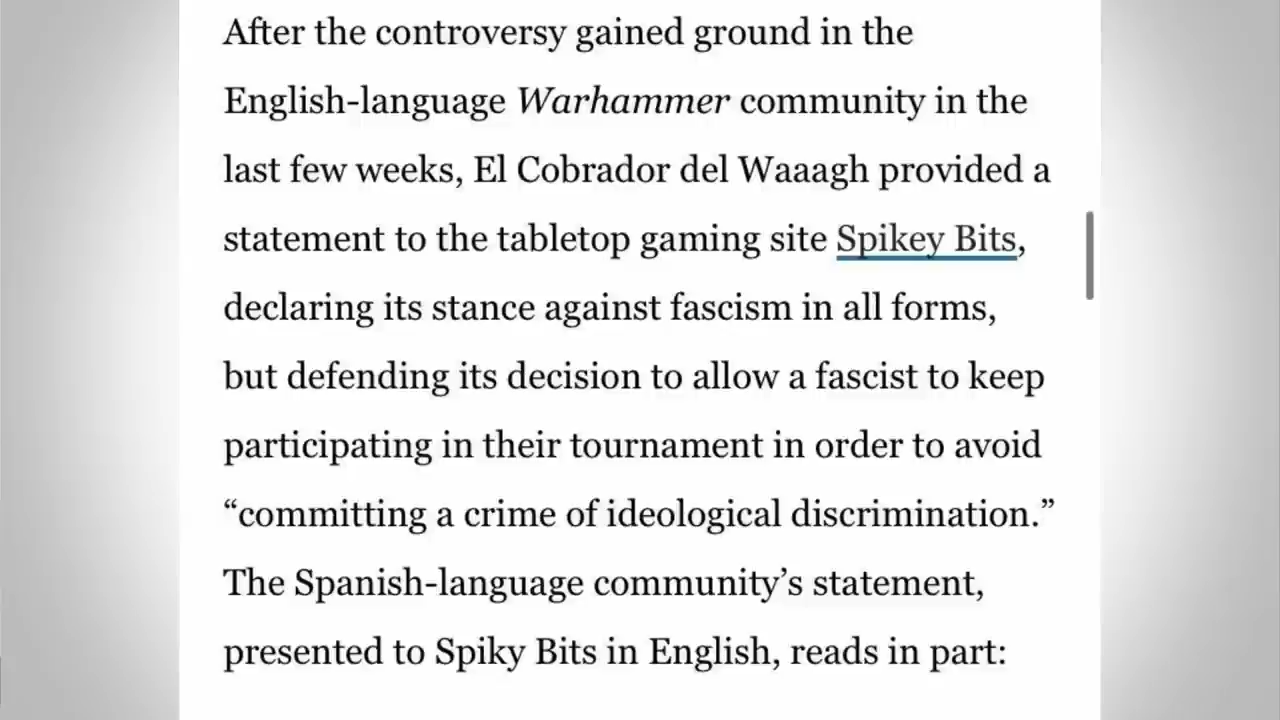 After the controversy gained ground in the
English-language Warhammer community in the
last few weeks, El Cobrador del Waaagh provided a
statement to the tabletop gaming site Spikey Bits,
declaring its stance against fascism in all forms,
but defending its decision to allow a fascist to keep
participating in their tournament in order to avoid
“committing a crime of ideological discrimination.”
The Spanish-language community’s statement,
presented to Spiky Bits in English, reads in part: